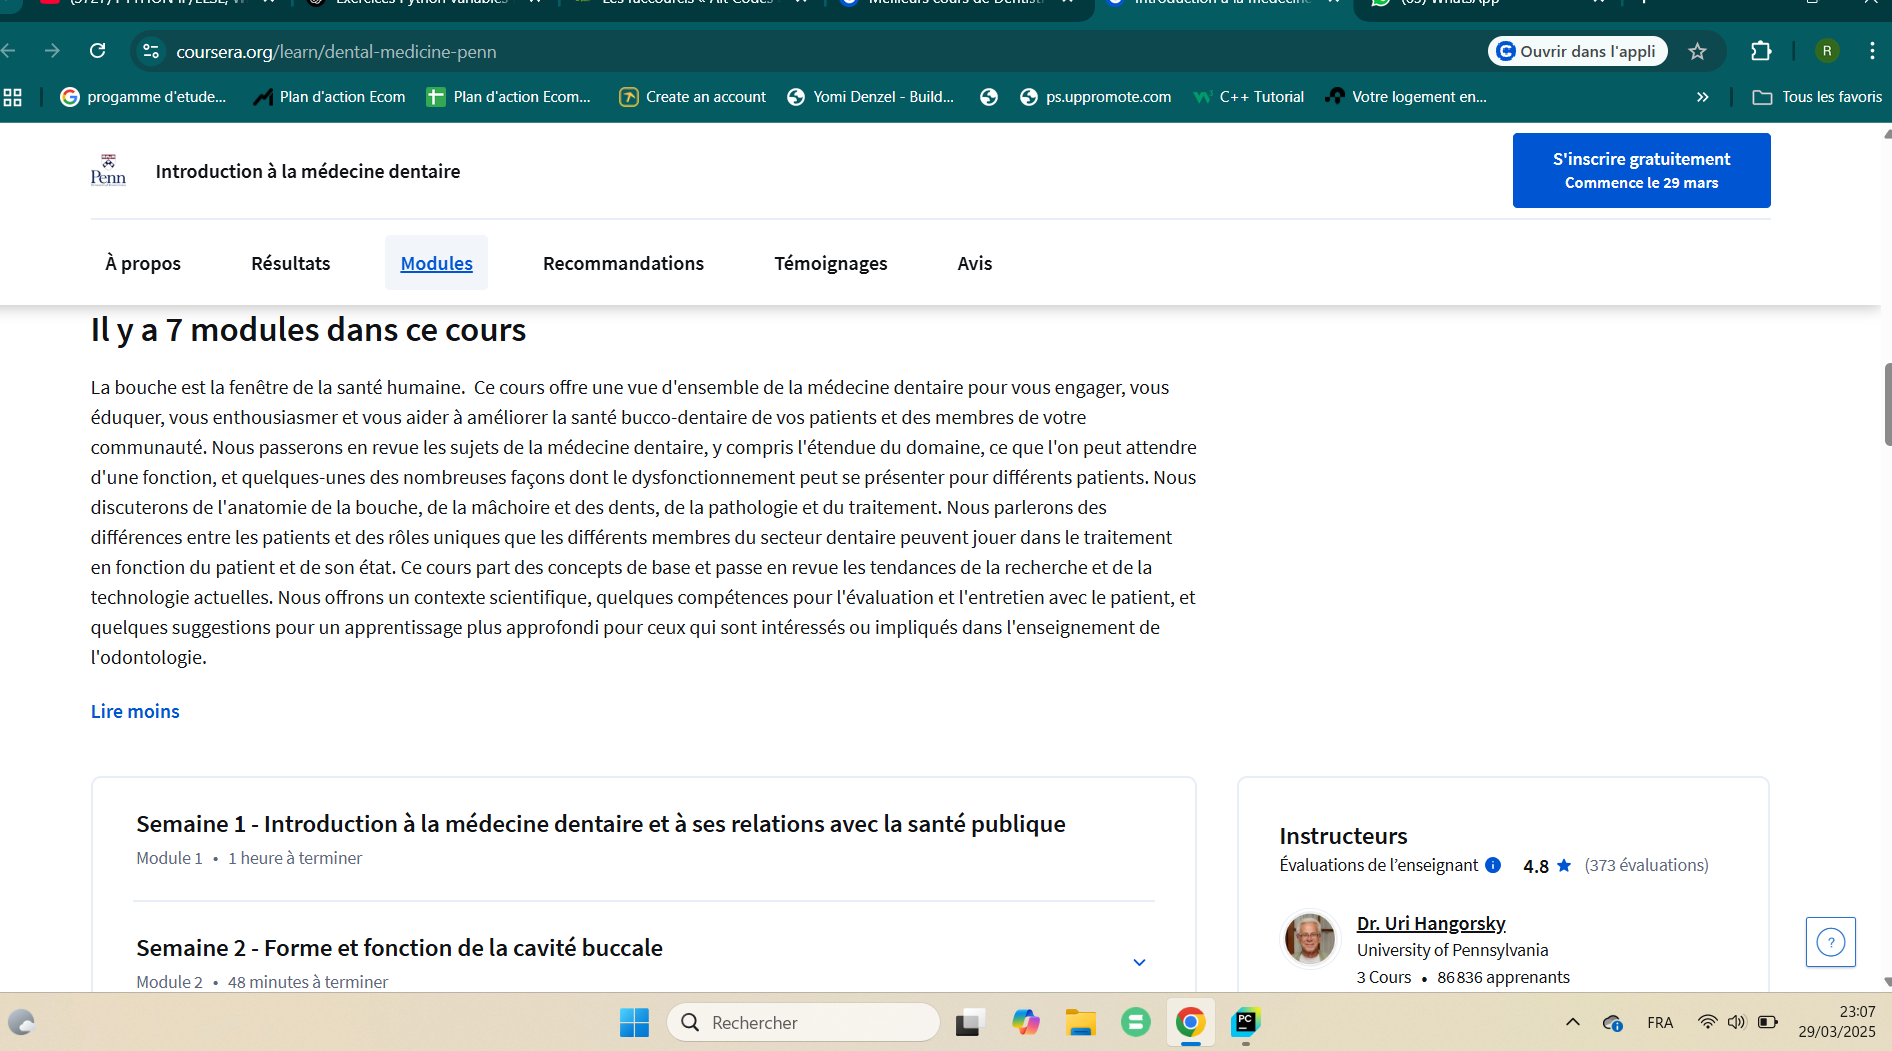 coursera.org/learn/dental-medicine-penn
Ouvrir dans l'appli
R
progamme d'etude...
Plan d'action Ecom
Plan d'action Ecom...
Create an account
Yomi Denzel - Build...
ps.uppromote.com
C++ Tutorial
Votre logement en...
Tous les favoris
Penn
Introduction à la médecine dentaire
S'inscrire gratuitement
Commence le 29 mars
À propos
Résultats
Modules
Recommandations
Témoignages
Avis
Il y a 7 modules dans ce cours
La bouche est la fenêtre de la santé humaine. Ce cours offre une vue d'ensemble de la médecine dentaire pour vous engager, vous
éduquer, vous enthousiasmer et vous aider à améliorer la santé bucco-dentaire de vos patients et des membres de votre
communauté. Nous passerons en revue les sujets de la médecine dentaire, y compris l'étendue du domaine, ce que l'on peut attendre
d'une fonction, et quelques-unes des nombreuses façons dont le dysfonctionnement peut se présenter pour différents patients. Nous
discuterons de l'anatomie de la bouche, de la mâchoire et des dents, de la pathologie et du traitement. Nous parlerons des
différences entre les patients et des rôles uniques que les différents membres du secteur dentaire peuvent jouer dans le traitement
en fonction du patient et de son état. Ce cours part des concepts de base et passe en revue les tendances de la recherche et de la
technologie actuelles. Nous offrons un contexte scientifique, quelques compétences pour l'évaluation et l'entretien avec le patient, et
quelques suggestions pour un apprentissage plus approfondi pour ceux qui sont intéressés ou impliqués dans l'enseignement de
l'odontologie.
Lire moins
Semaine 1 - Introduction à la médecine dentaire et à ses relations avec la santé publique
Module 1 • 1 heure à terminer
Semaine 2 - Forme et fonction de la cavité buccale
Module 2 • 48 minutes à terminer
Instructeurs
Évaluations de l'enseignant 4.8 (373 évaluations)
Dr. Uri Hangorsky
University of Pennsylvania
3 Cours • 86 836 apprenants
Rechercher
PC
FRA
23:07
29/03/2025